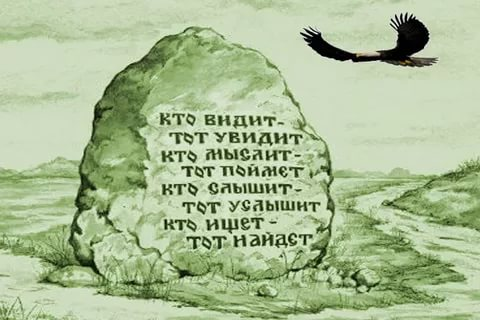 КТО ВИДИТ-
ТОТ УВИДИТ
КТО МЫСЛИТ-
ТОТ ПОЙМЕТ
КТО СЛЫШИТ-
ТОТ УСЛЫШИТ
КТО ИЩЕТ-
ТОТ НАЙДЕТ